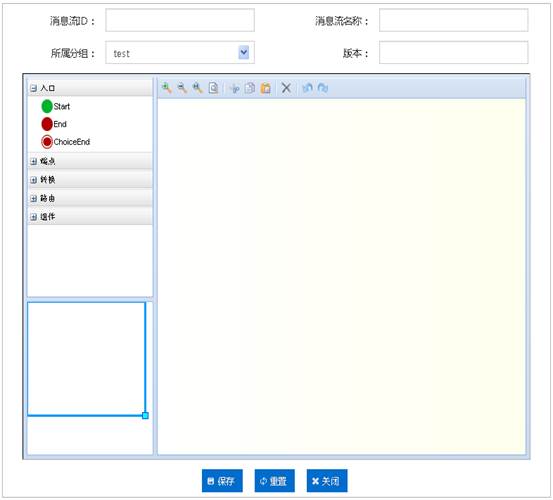 消息流ID： 消息流名称：
所属分组： test 版本：
入口
Start
End
ChoiceEnd
端点
转换
路由
组件
保存 重置 关闭